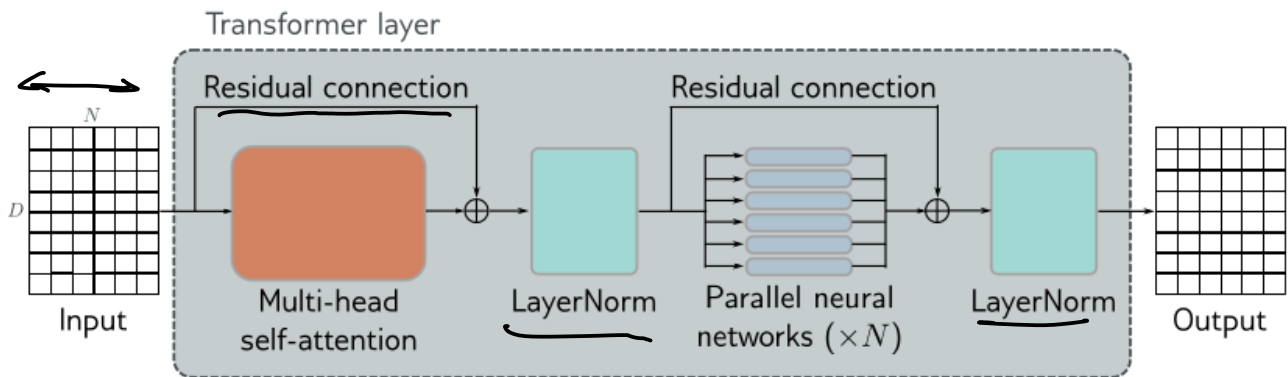 Transformer layer
Residual connection
Residual connection
N
D
Input
Multi-head
self-attention
LayerNorm
Parallel neural
networks (×N)
LayerNorm
Output